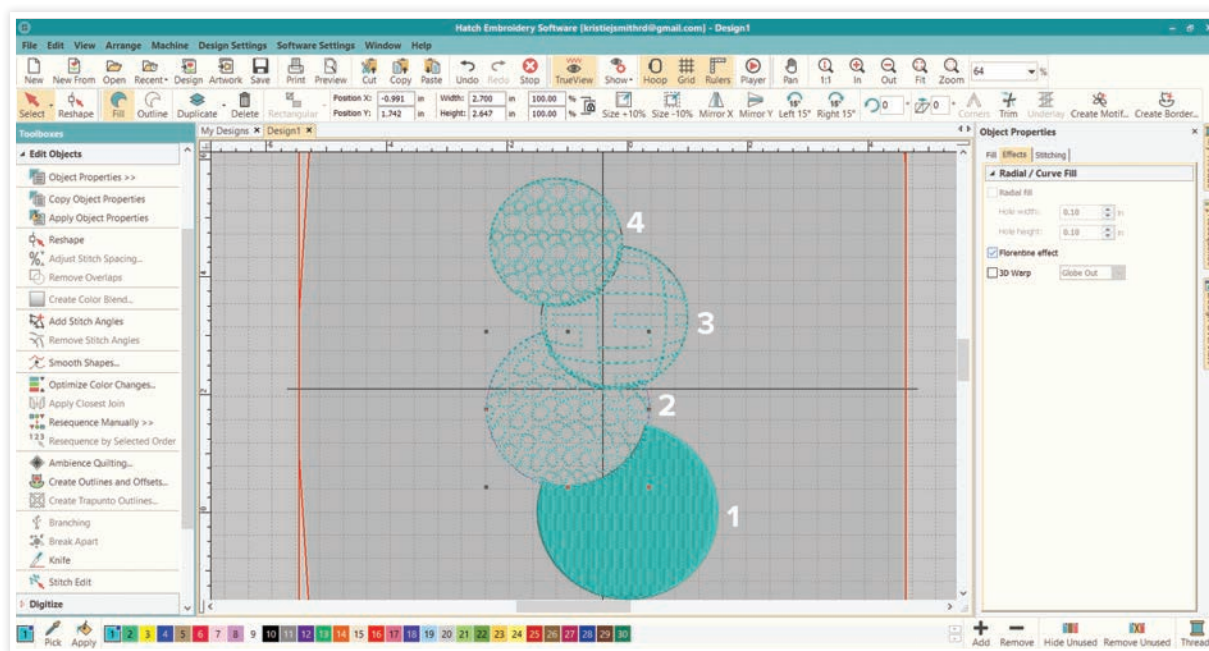 Hatch Embroidery Software [kristiejsmithrd@gmail.com] - Design1
File Edit View Arrange Machine Design Settings Software Settings Window Help
New New From Open Recent Design Artwork Save Print Preview Cut Copy Paste Undo Redo Stop TrueView Show Hoop Grid Rulers Player Pan 1:1 In Out Fit Zoom 64 %
Position X: -0.991 in Width: 2.700 in 100.00 %
Position Y: 1.742 in Height: 2.647 in 100.00 %
15° 15° 0 0
Select Reshape Fill Outline Duplicate Delete Rectangular Size +10% Size -10% Mirror X Mirror Y Left 15° Right 15° Corners Trim Underlay Create Motif... Create Border...
Toolboxes
My Designs Design1
Object Properties
Edit Objects
Fill Effects Stitching
Object Properties >>
Radial / Curve Fill
Copy Object Properties
Radial fill
Apply Object Properties
Hole width: 0.10 in
Reshape
Hole height: 0.10 in
Adjust Stitch Spacing...
Florentine effect
Remove Overlaps
3D Warp Globe Out
Create Color Blend...
Add Stitch Angles
Remove Stitch Angles
Smooth Shapes...
Optimize Color Changes..
Apply Closest Join
Resequence Manually >>
123
Resequence by Selected Order
Ambience Quilting...
Create Outlines and Offsets..
Create Trapunto Outlines...
Branching
Break Apart
Knife
Stitch Edit
Digitize
4
3
2
1
1 Pick Apply 1 2 3 4 5 6 7 8 9 10 11 12 13 14 15 16 17 18 19 20 21 22 23 24 25 26 27 28 29 30
Add Remove Hide Unused Remove Unused Thread